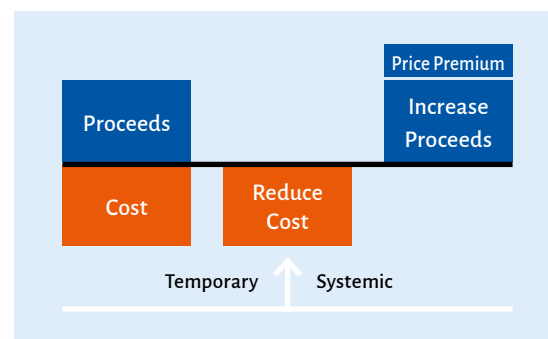 Price Premium
Proceeds
Increase
Proceeds
Cost
Reduce
Cost
Temporary
Systemic